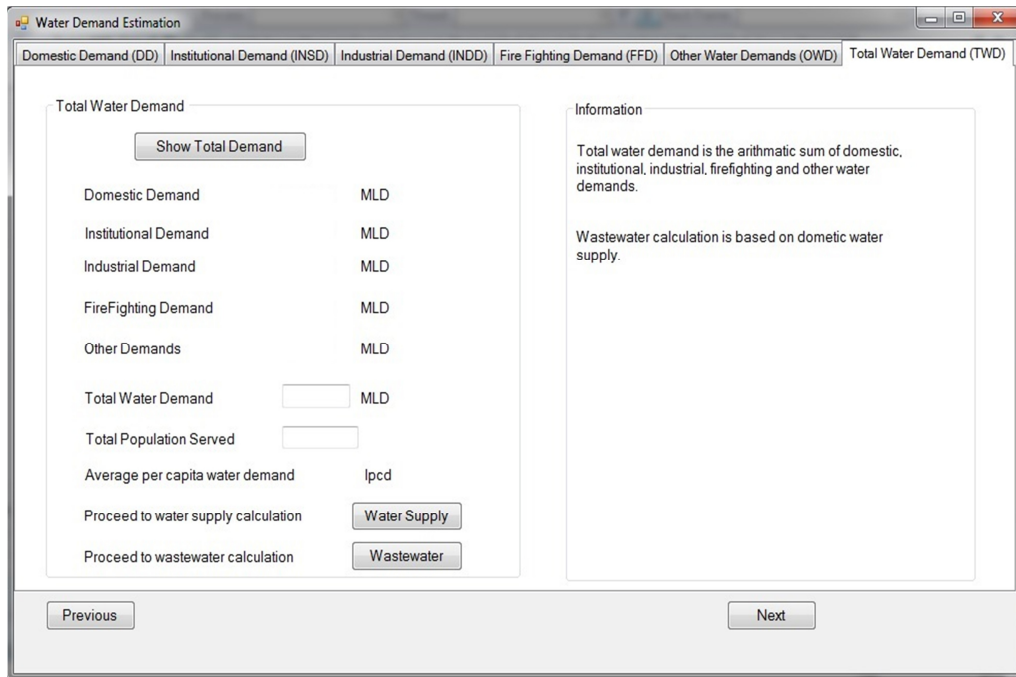 Water Demand Estimation
Domestic Demand (DD) Institutional Demand (INSD) Industrial Demand (INDD) Fire Fighting Demand (FFD) Other Water Demands (OWD) Total Water Demand (TWD)
Total Water Demand
Show Total Demand
Domestic Demand MLD
Institutional Demand MLD
Industrial Demand MLD
FireFighting Demand MLD
Other Demands MLD
Total Water Demand MLD
Total Population Served
Average per capita water demand lpcd
Proceed to water supply calculation Water Supply
Proceed to wastewater calculation Wastewater
Information
Total water demand is the arithmatic sum of domestic,
institutional, industrial, firefighting and other water
demands.
Wastewater calculation is based on dometic water
supply.
Previous Next